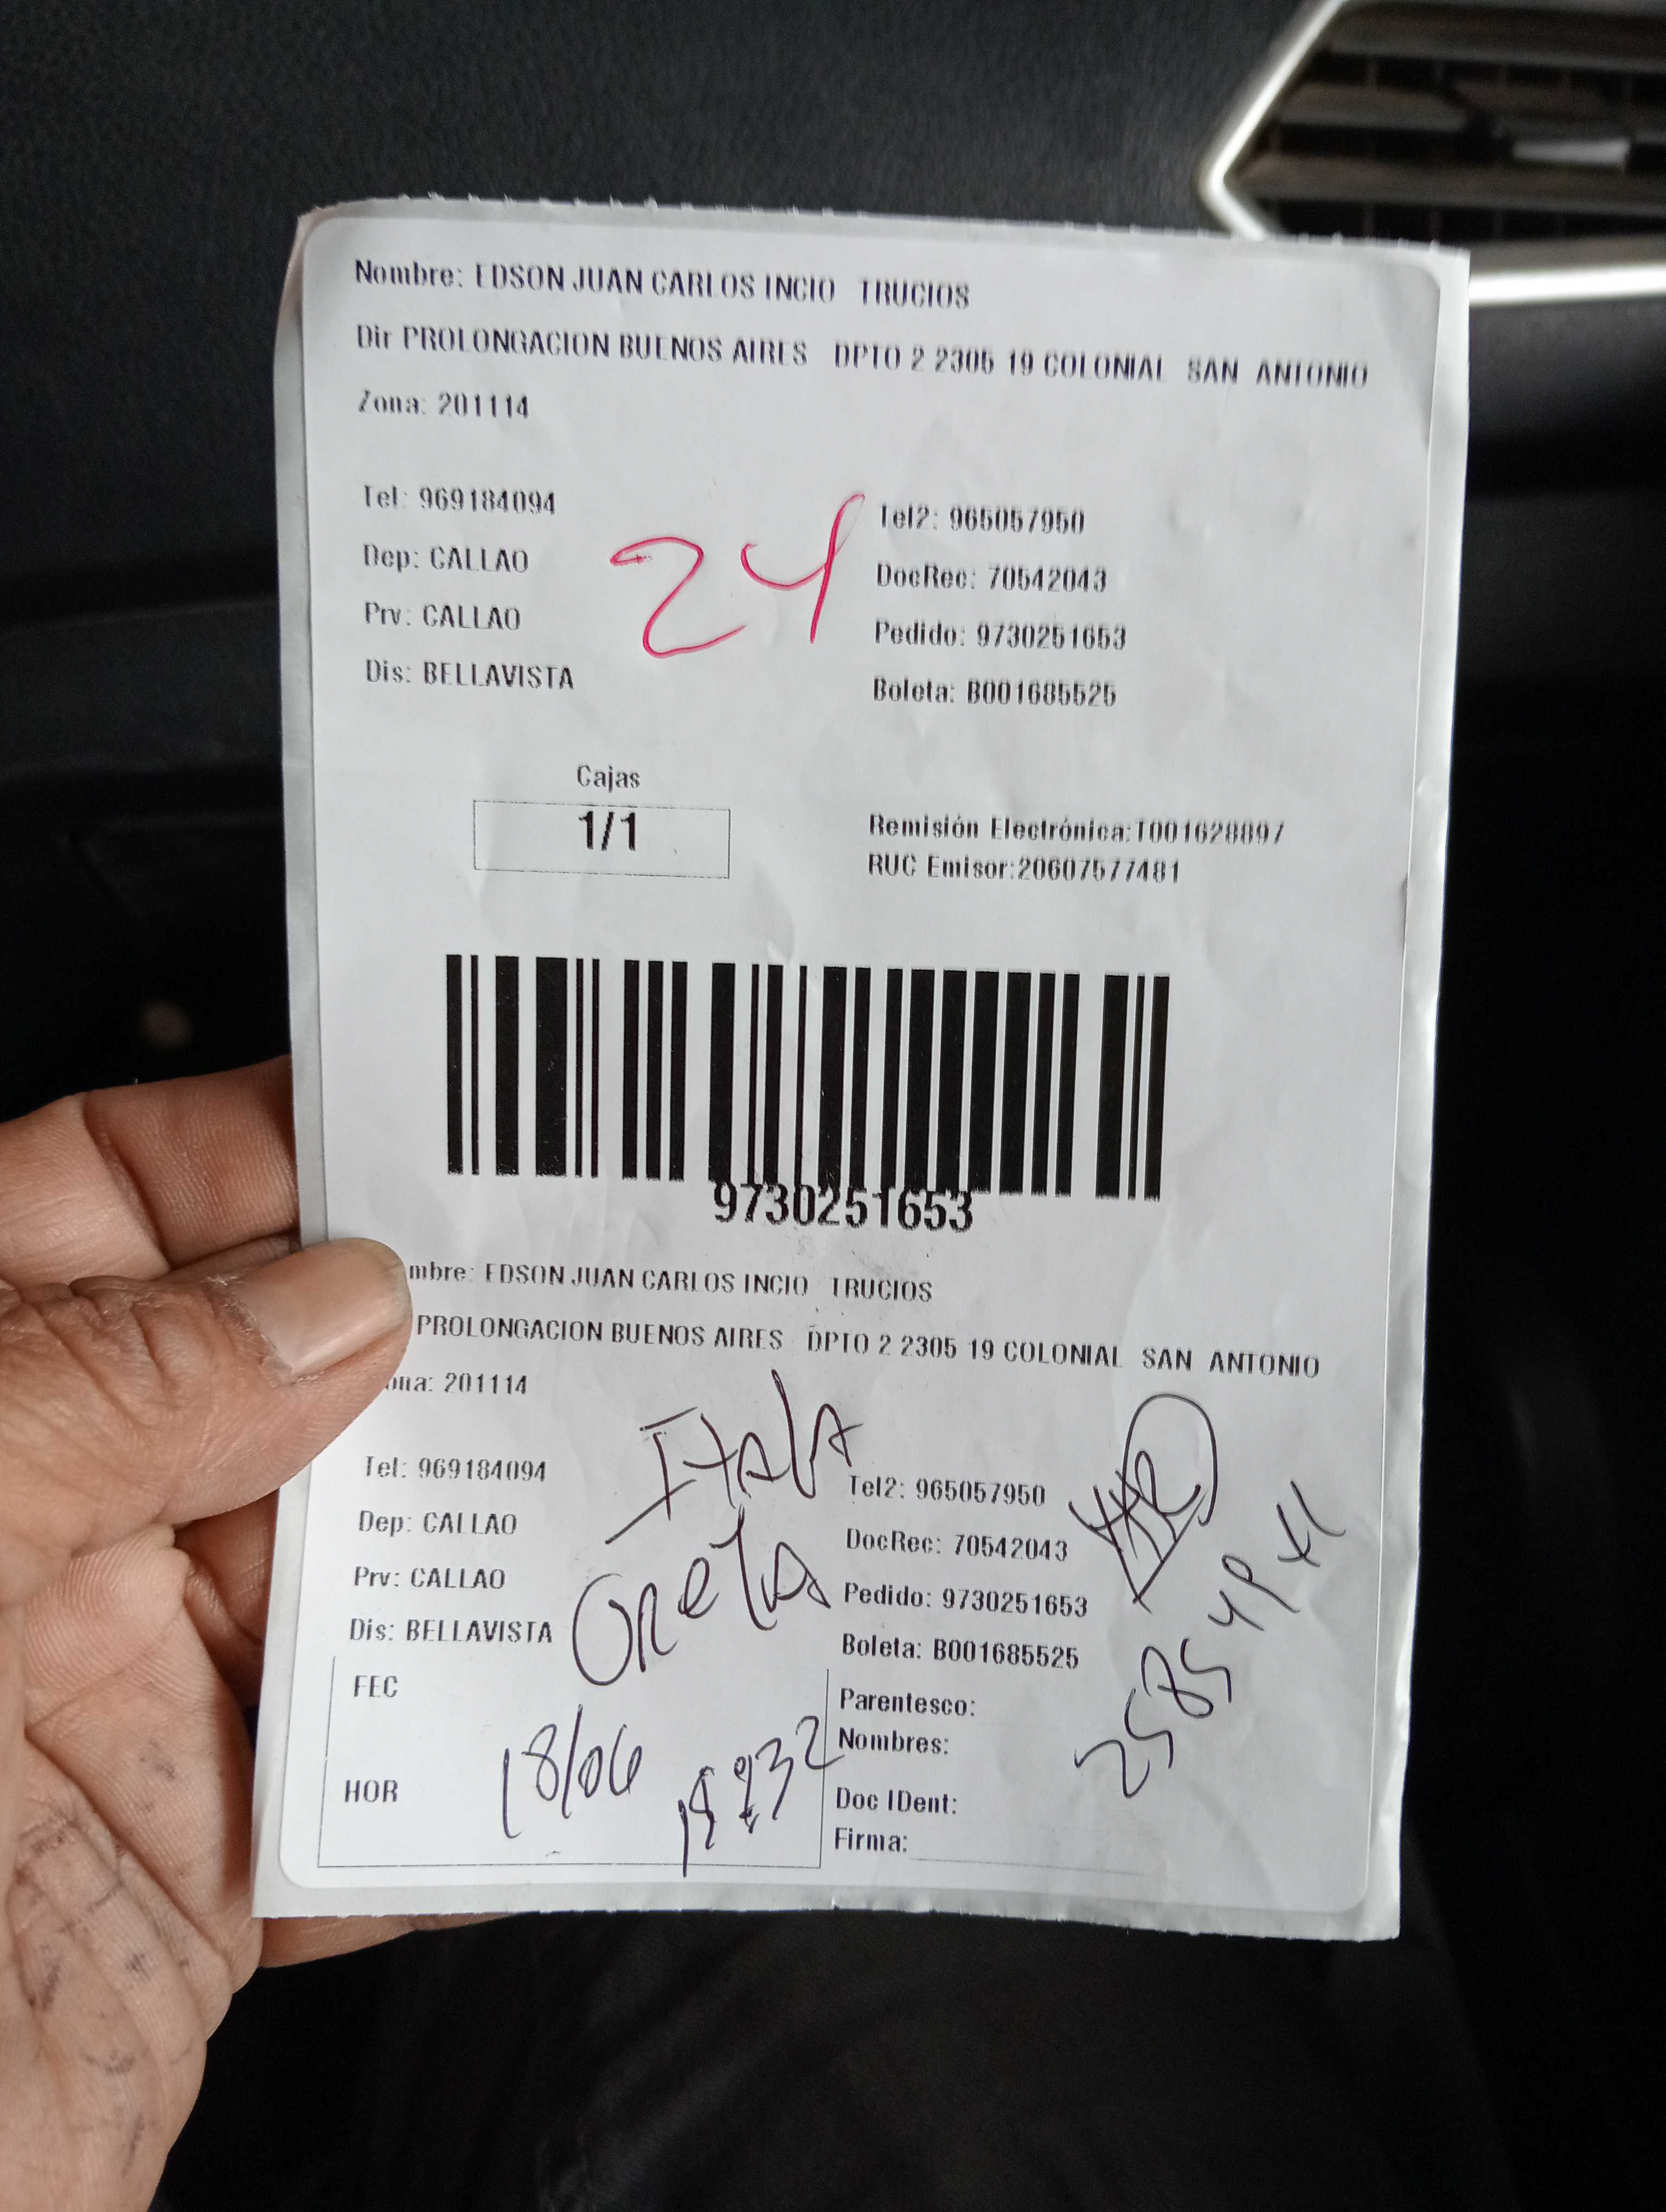 Nombre: EDSON JUAN CARLOS INCIO TRUCIOS
Dir PROLONGACION BUENOS AIRES DPTO 2 2305 19 COLONIAL SAN ANTONIO
Zona: 201114
Tel: 969184094 Tel2: 965057950
24
Dep: CALLAO DocRec: 70542043
Prv: CALLAO Pedido: 9730251653
Dis: BELLAVISTA Boleta: B001685525
Cajas
1/1
Remisión Electrónica:T001628897
RUC Emisor:20607577481
9730251653
mbre: EDSON JUAN CARLOS INCIO TRUCIOS
PROLONGACION BUENOS AIRES DPTO 2 2305 19 COLONIAL SAN ANTONIO
ona: 201114
Itala
Tel: 969184094 Tel2: 965057950
Dep: CALLAO DocRec: 70542043
Oreja
Prv: CALLAO Pedido: 9730251653
Dis: BELLAVISTA Boleta: B001685525
FEC 18/06
HOR
Parentesco:
Nombres:
Doc IDent:
Firma: